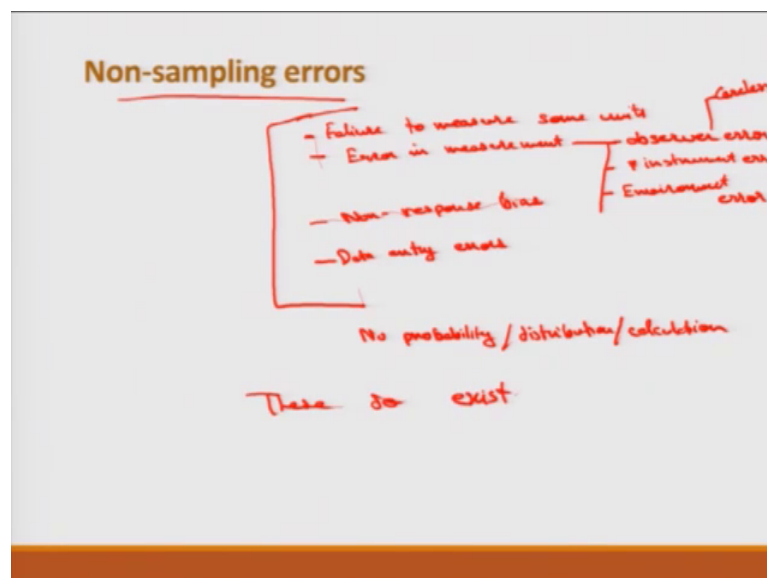 Non-sampling errors
Careless
- Failure to measure some units
- Error in measurement - observer error
- instrument err
- Environment error
- Non-response bias
- Data entry errors
No probability / distribution / calculation
These do exist